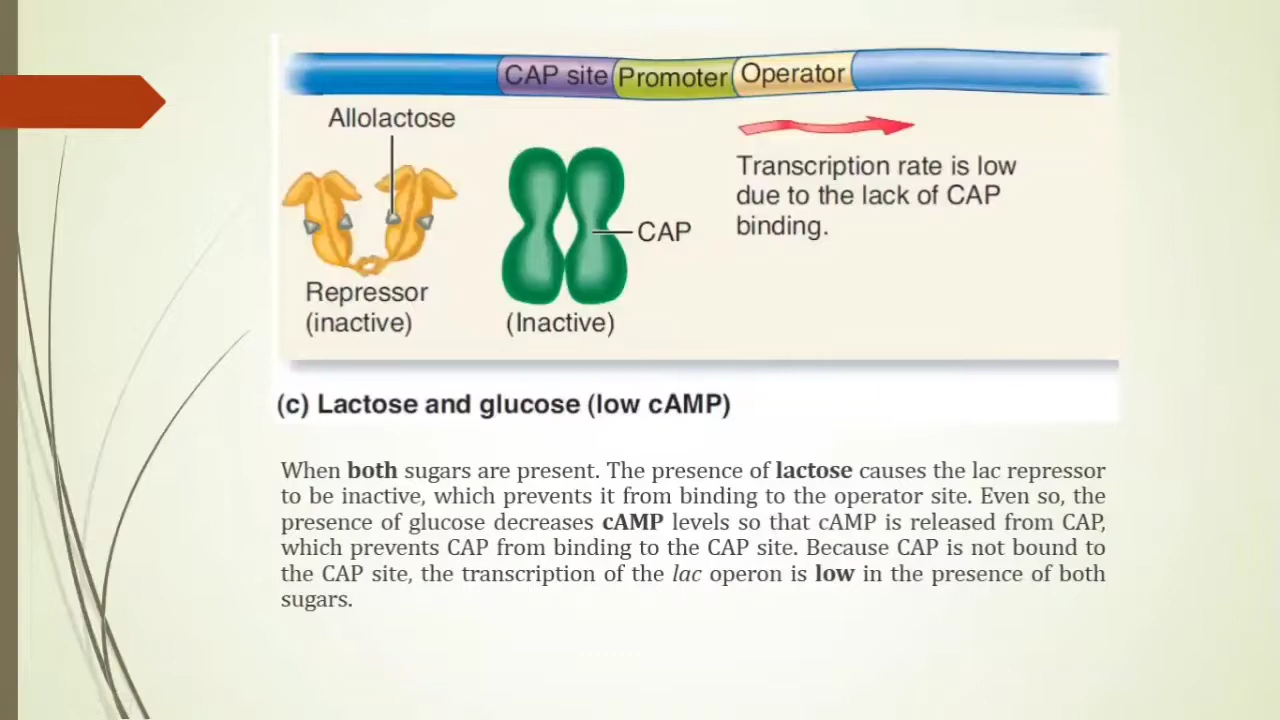 CAP site Promoter Operator
Allolactose
Transcription rate is low
due to the lack of CAP
binding.
CAP
Repressor
(inactive)
(Inactive)
(c) Lactose and glucose (low cAMP)
When both sugars are present. The presence of lactose causes the lac repressor
to be inactive, which prevents it from binding to the operator site. Even so, the
presence of glucose decreases cAMP levels so that cAMP is released from CAP,
which prevents CAP from binding to the CAP site. Because CAP is not bound to
the CAP site, the transcription of the lac operon is low in the presence of both
sugars.